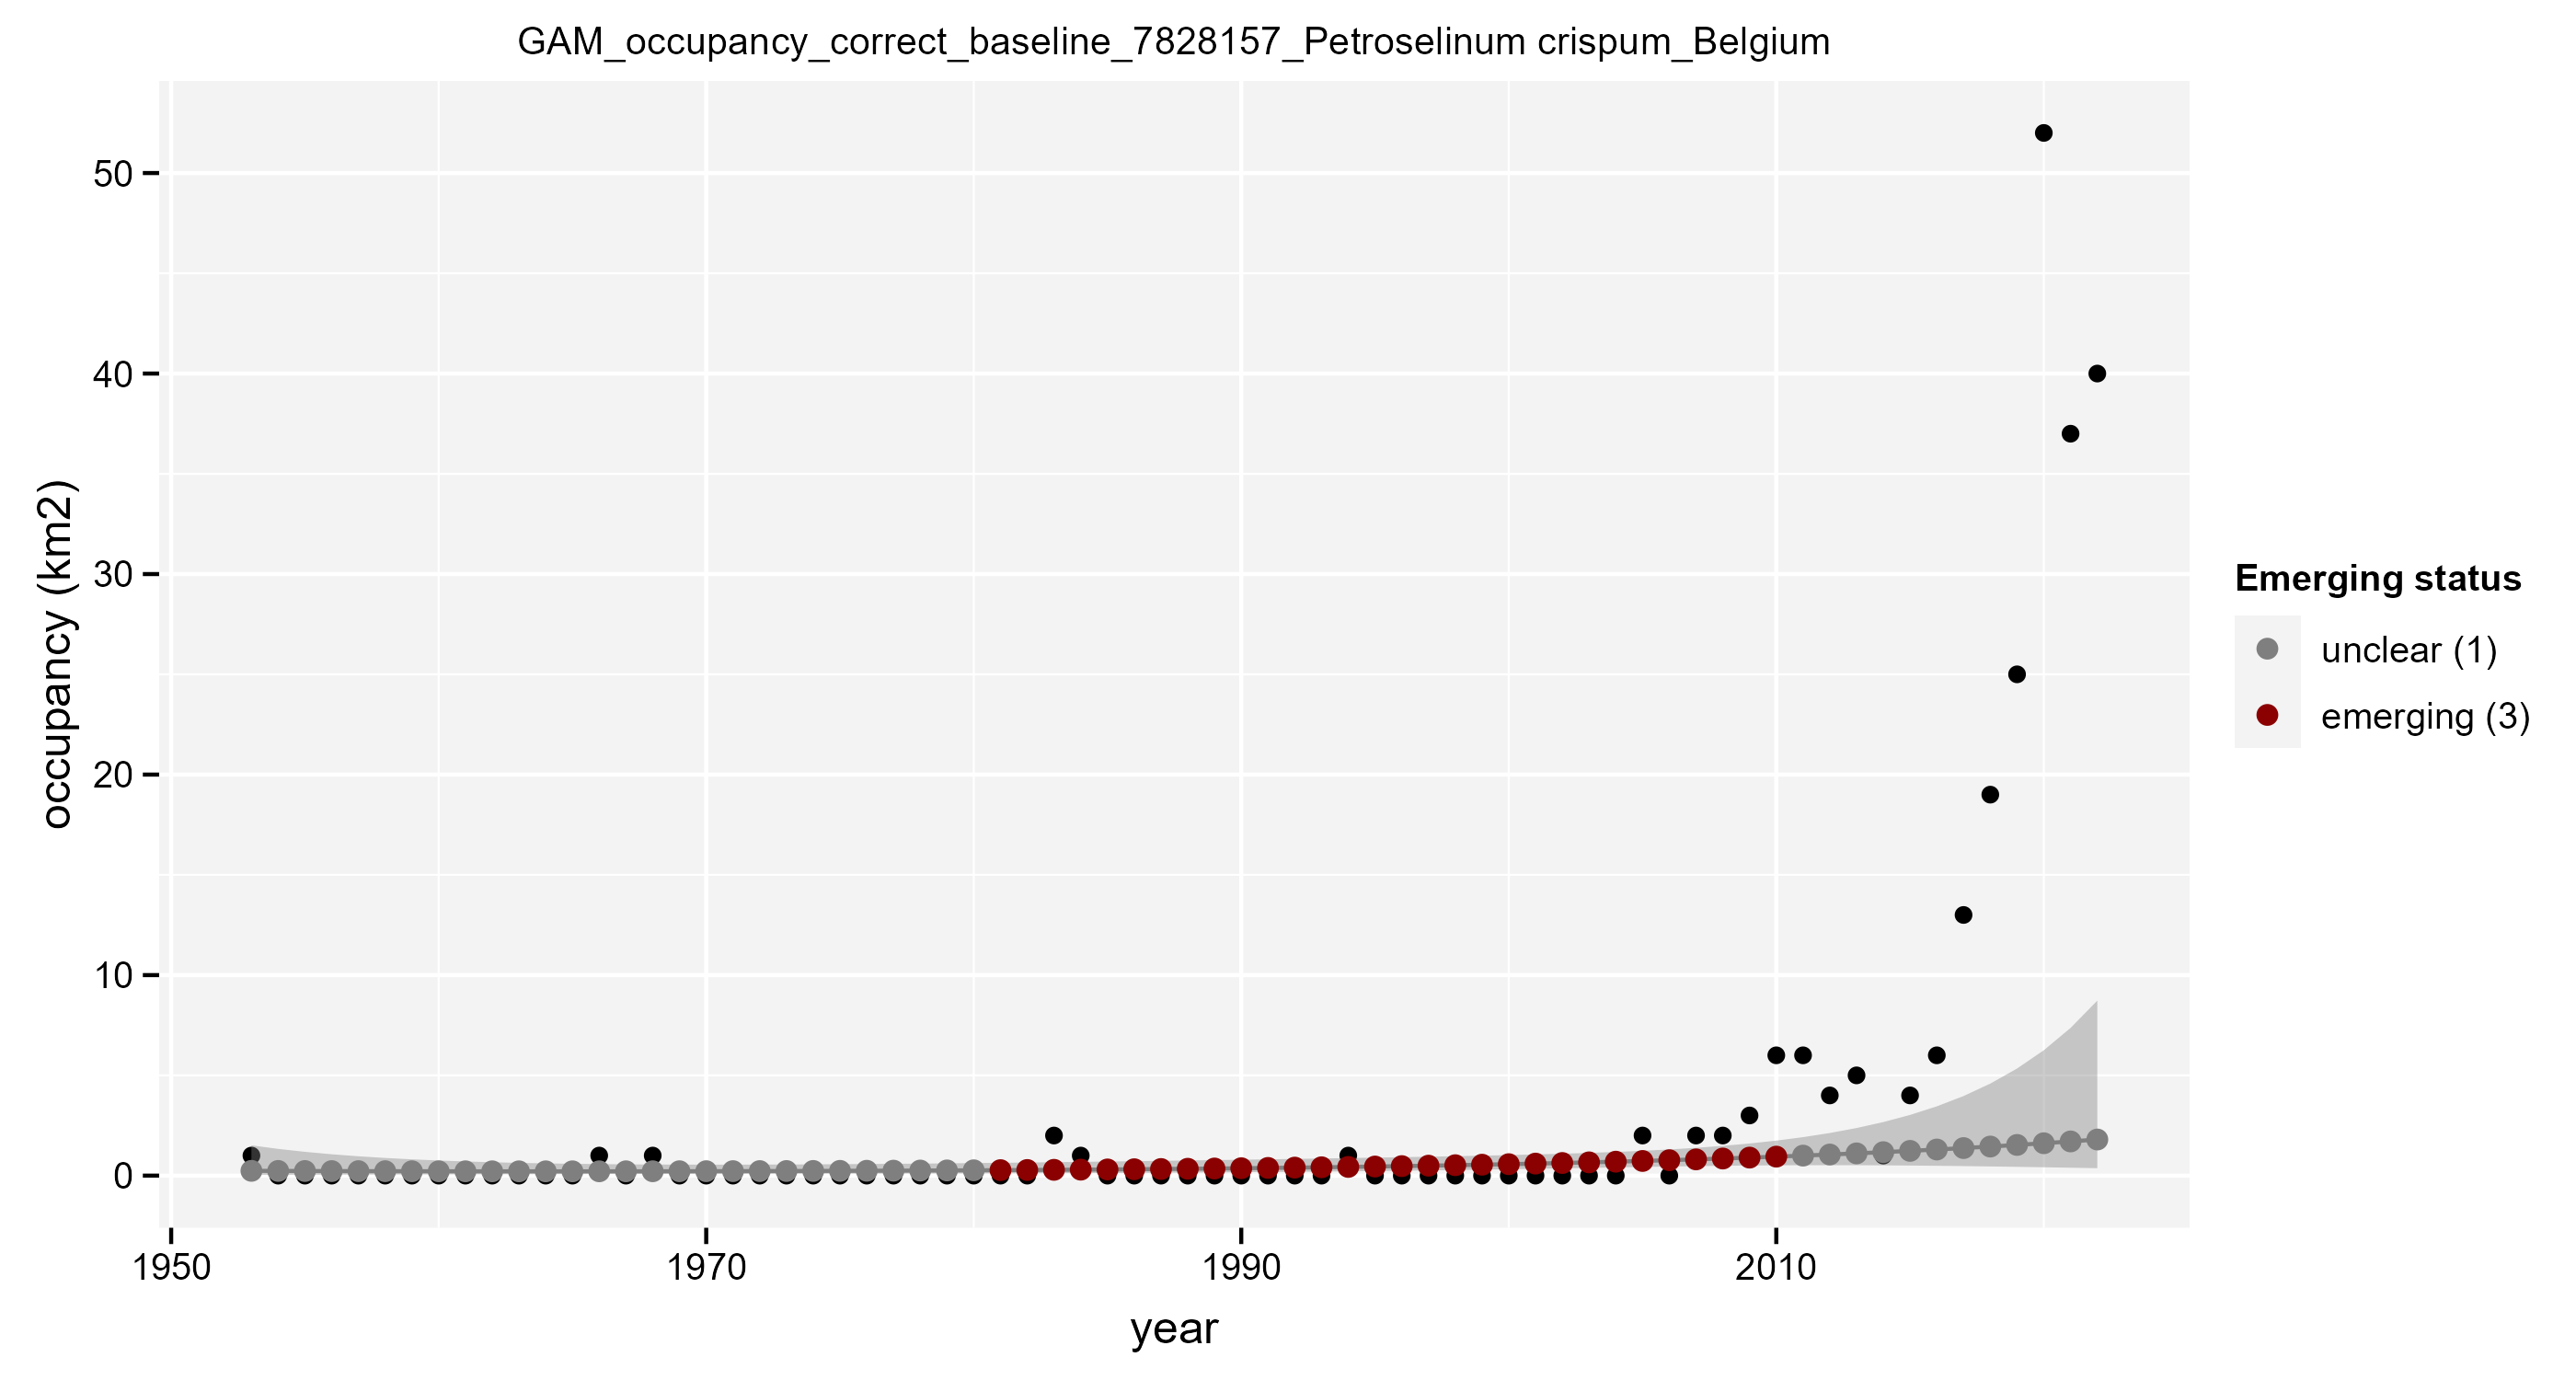 GAM_occupancy_correct_baseline_7828157_Petroselinum crispum_Belgium
occupancy (km2)
50
40
30
20
10
0
1950 1970 1990 2010
year
Emerging status
unclear (1)
emerging (3)